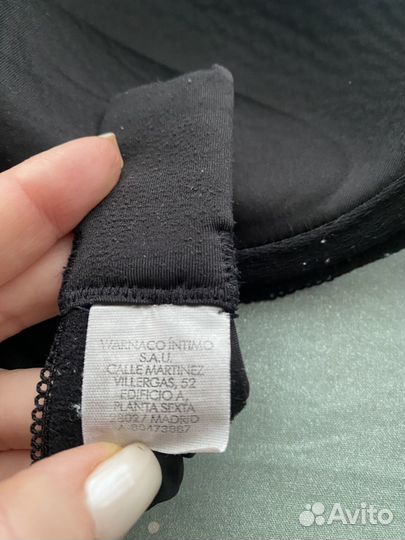 WARNACO INTIMO
S.A.U.
CALLE MARTINEZ
VILLERGAS, 52
EDIFICIO A,
PLANTA SEXTA
28027 MADRID
Avito